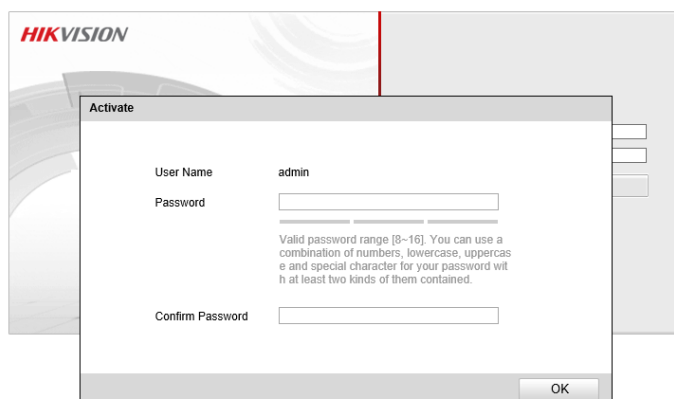 HIKVISION
Activate
User Name admin
Password
Valid password range [8~16]. You can use a
combination of numbers, lowercase, uppercas
e and special character for your password wit
h at least two kinds of them contained.
Confirm Password
OK